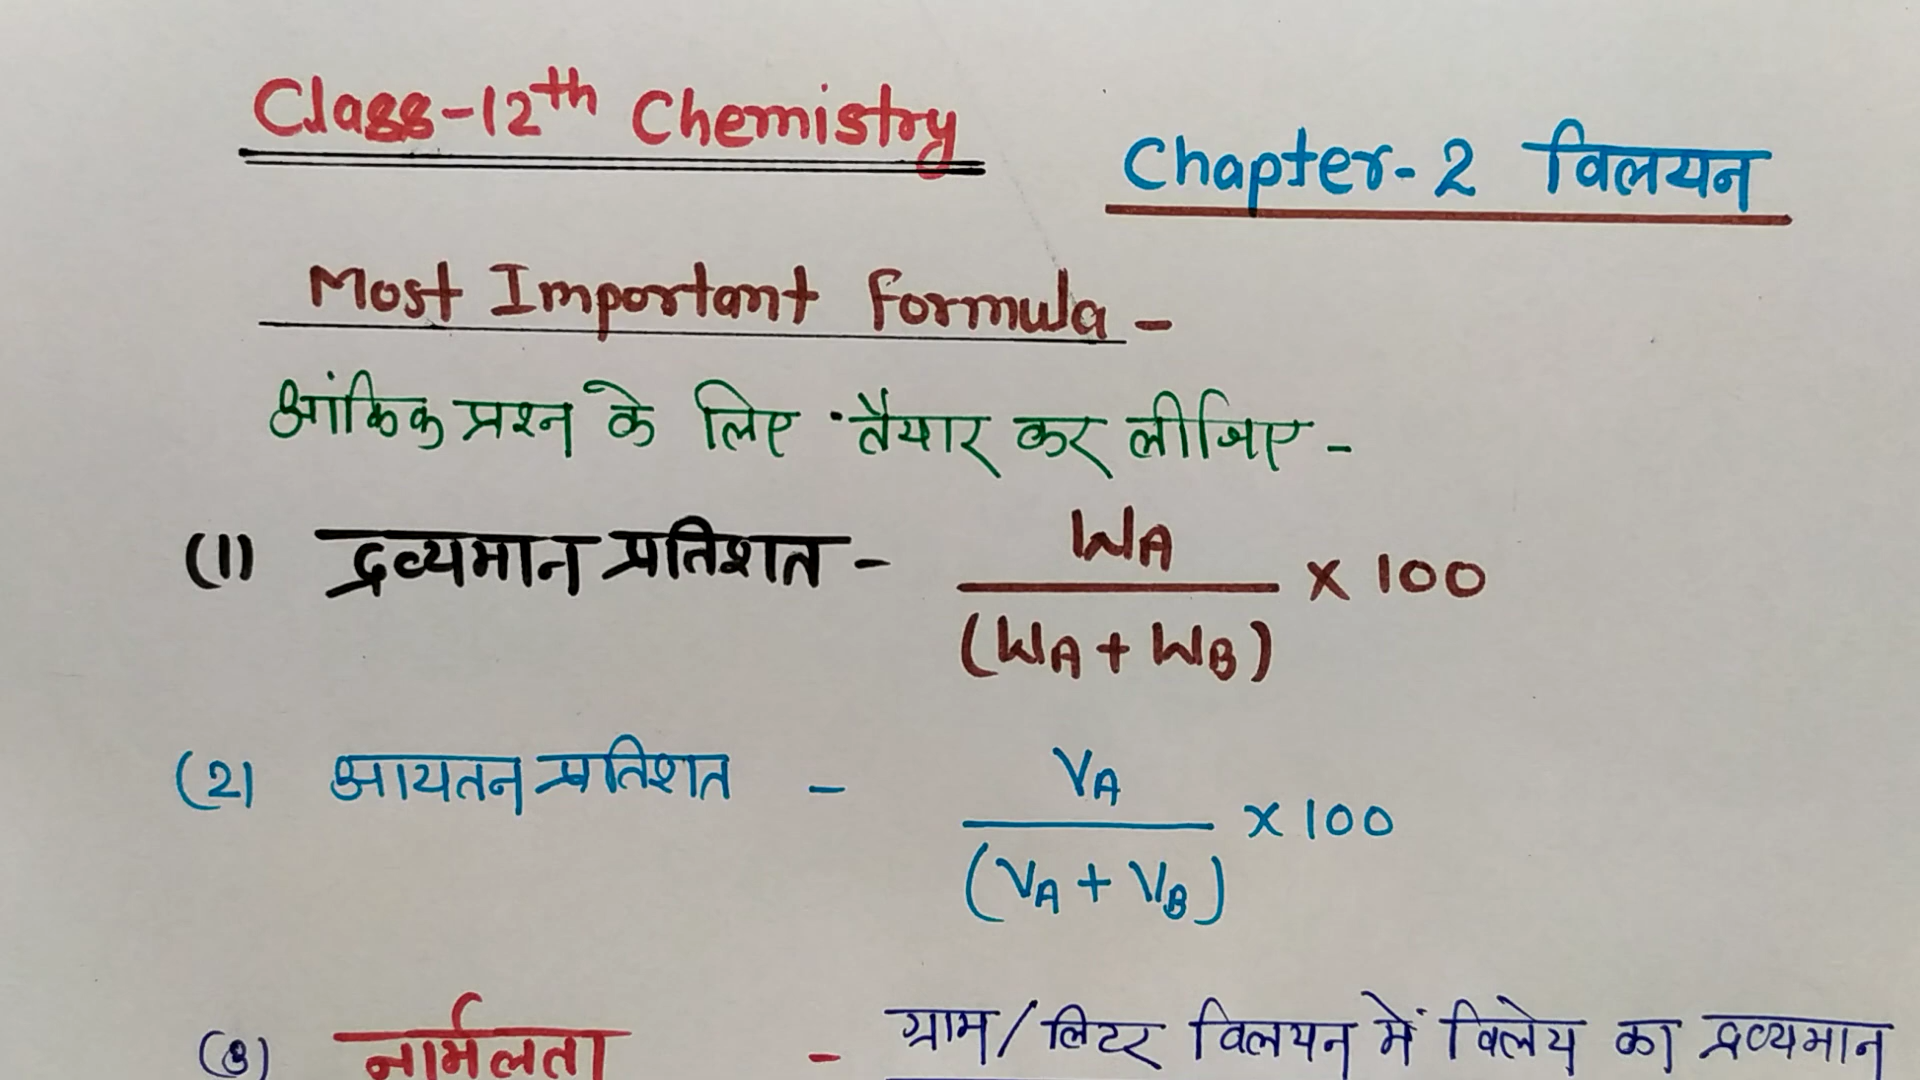 Class-12th Chemistry
Chapter-2 विलयन
Most Important Formula -
आंकिक प्रश्न के लिए तैयार कर लीजिए -
(1) द्रव्यमान प्रतिशत - WA / (WA + WB) × 100
(2) आयतन प्रतिशत - VA / (VA + VB) × 100
(3) नार्मलता - ग्राम/लिटर विलयन में विलेय का द्रव्यमान